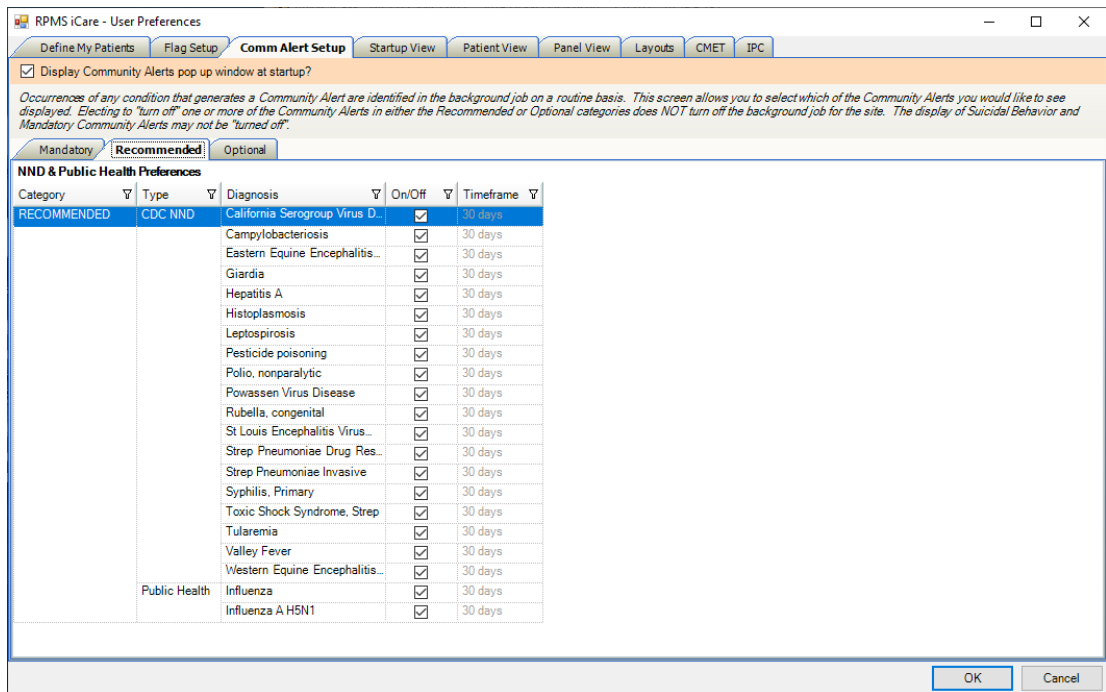 RPMS iCare - User Preferences
Define My Patients Flag Setup Comm Alert Setup Startup View Patient View Panel View Layouts CMET IPC
Display Community Alerts pop up window at startup?
Occurrences of any condition that generates a Community Alert are identified in the background job on a routine basis. This screen allows you to select which of the Community Alerts you would like to see
displayed. Electing to "turn off" one or more of the Community Alerts in either the Recommended or Optional categories does NOT turn off the background job for the site. The display of Suicidal Behavior and
Mandatory Community Alerts may not be "turned off".
Mandatory Recommended Optional
NND & Public Health Preferences
Category Type Diagnosis On/Off Timeframe
RECOMMENDED CDC NND California Serogroup Virus D... 30 days
Campylobacteriosis 30 days
Eastern Equine Encephalitis... 30 days
Giardia 30 days
Hepatitis A 30 days
Histoplasmosis 30 days
Leptospirosis 30 days
Pesticide poisoning 30 days
Polio, nonparalytic 30 days
Powassen Virus Disease 30 days
Rubella, congenital 30 days
St Louis Encephalitis Virus... 30 days
Strep Pneumoniae Drug Res... 30 days
Strep Pneumoniae Invasive 30 days
Syphilis, Primary 30 days
Toxic Shock Syndrome, Strep 30 days
Tularemia 30 days
Valley Fever 30 days
Western Equine Encephalitis... 30 days
Public Health Influenza 30 days
Influenza A H5N1 30 days
OK Cancel